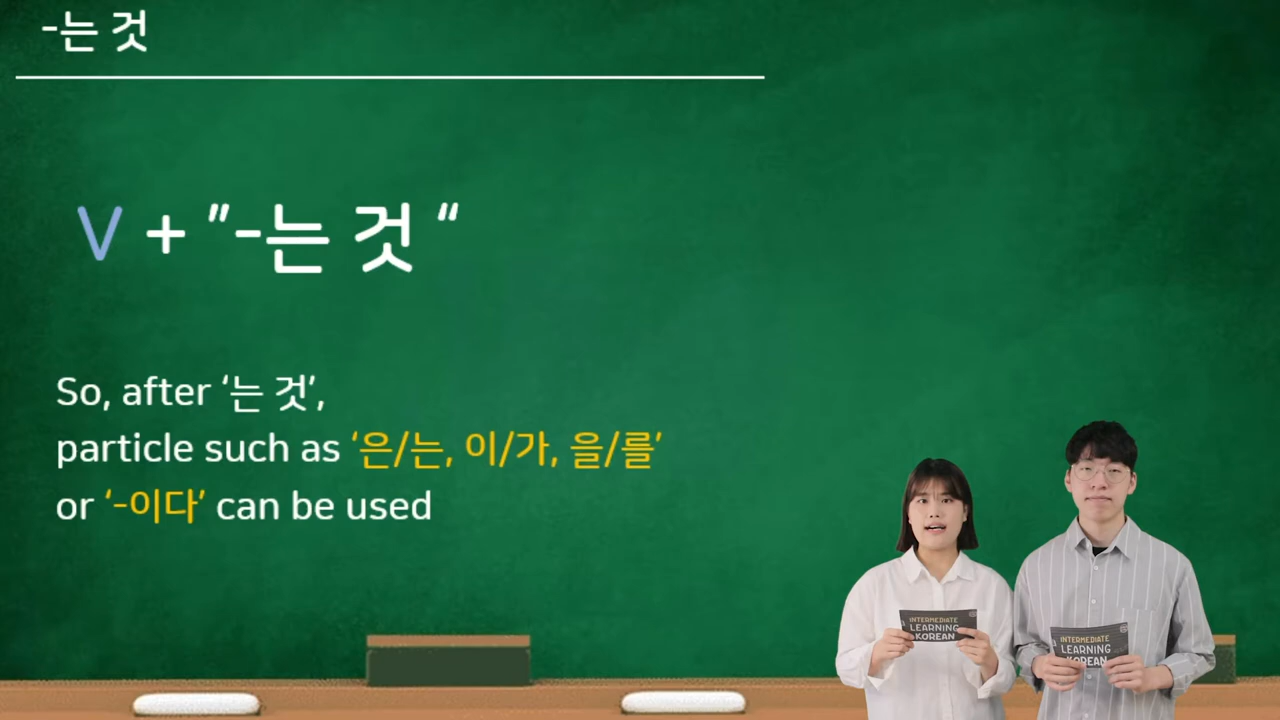 -는 것
V + "-는 것 “
So, after ‘는 것’,
particle such as ‘은/는, 이/가, 을/를’
or ‘-이다’ can be used
INTERMEDIATE
LEARNING
KOREAN
INTERMEDIATE
LEARNING
KOREAN